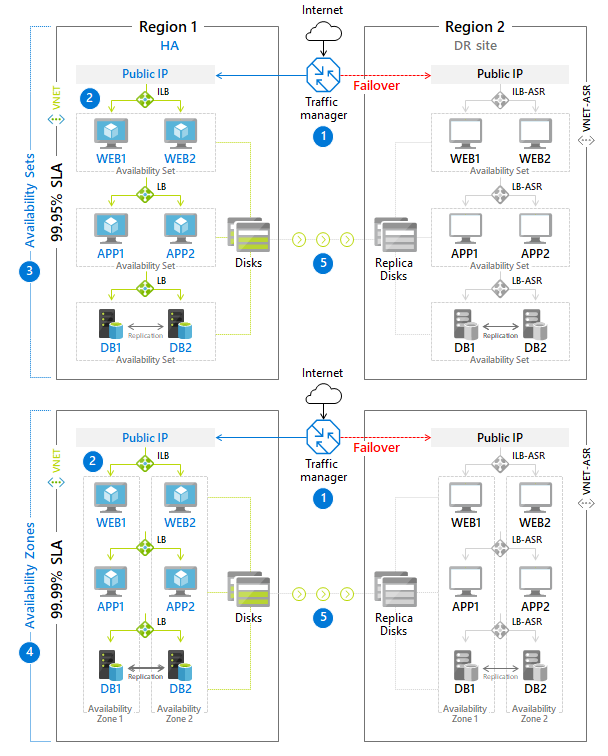 Internet
Region 1
HA
Region 2
DR site
Public IP
Traffic
manager
Failover
Public IP
1
2
ILB
ILB-ASR
VNET
VNET-ASR
WEB1
WEB2
Availability Set
WEB1
WEB2
Availability Set
LB
LB-ASR
Availability Sets
99.95% SLA
3
APP1
APP2
Availability Set
Disks
5
Replica
Disks
APP1
APP2
Availability Set
LB
LB-ASR
Replication
DB1
DB2
Availability Set
Replication
DB1
DB2
Availability Set
Internet
Public IP
Traffic
manager
Failover
Public IP
1
2
ILB
ILB-ASR
VNET
VNET-ASR
WEB1
WEB2
WEB1
WEB2
LB
LB-ASR
Availability Zones
99.99% SLA
4
APP1
APP2
Disks
5
Replica
Disks
APP1
APP2
LB
LB-ASR
Replication
DB1
DB2
Replication
DB1
DB2
Availability
Zone 1
Availability
Zone 2
Availability
Zone 1
Availability
Zone 2